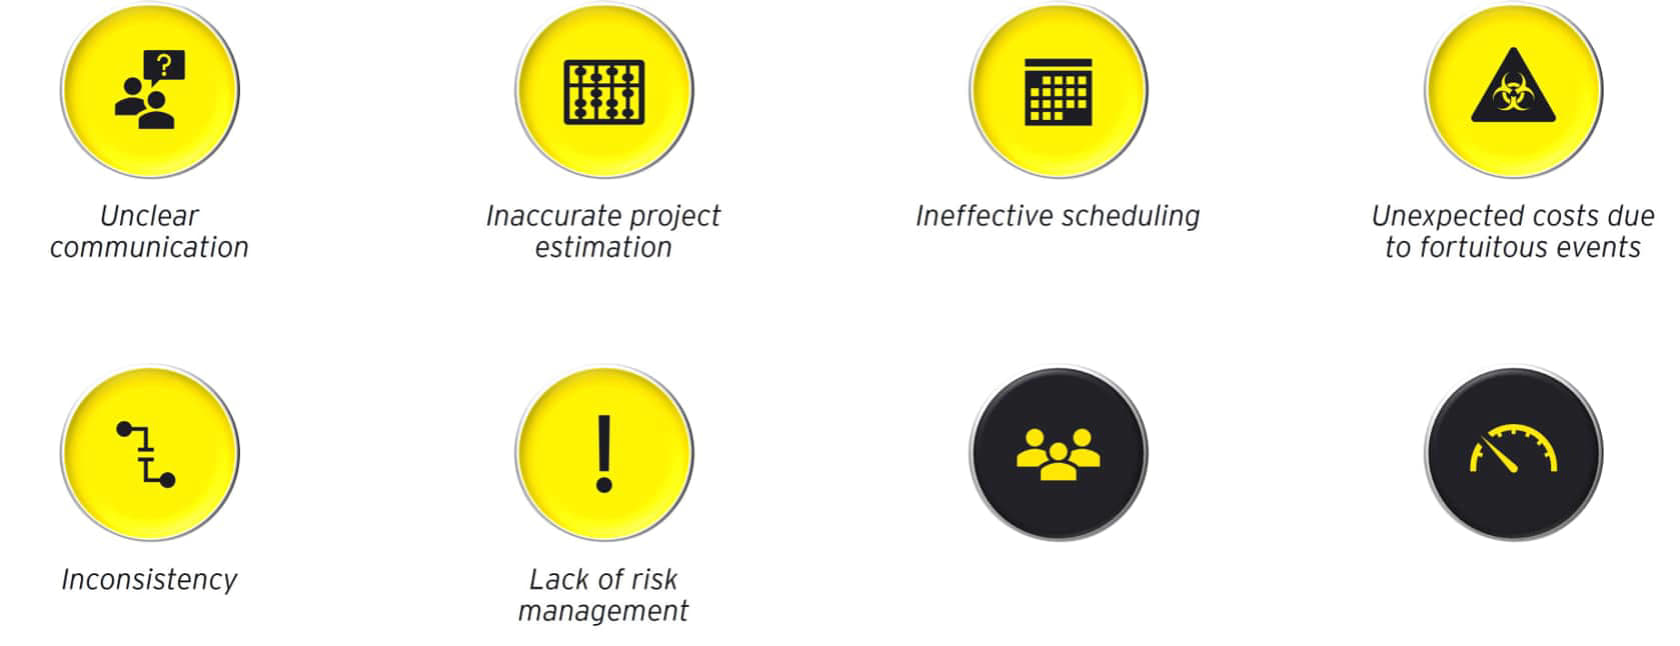 ?
Unclear
communication
Inaccurate project
estimation
Ineffective scheduling
Unexpected costs due
to fortuitous events
!
Inconsistency
Lack of risk
management